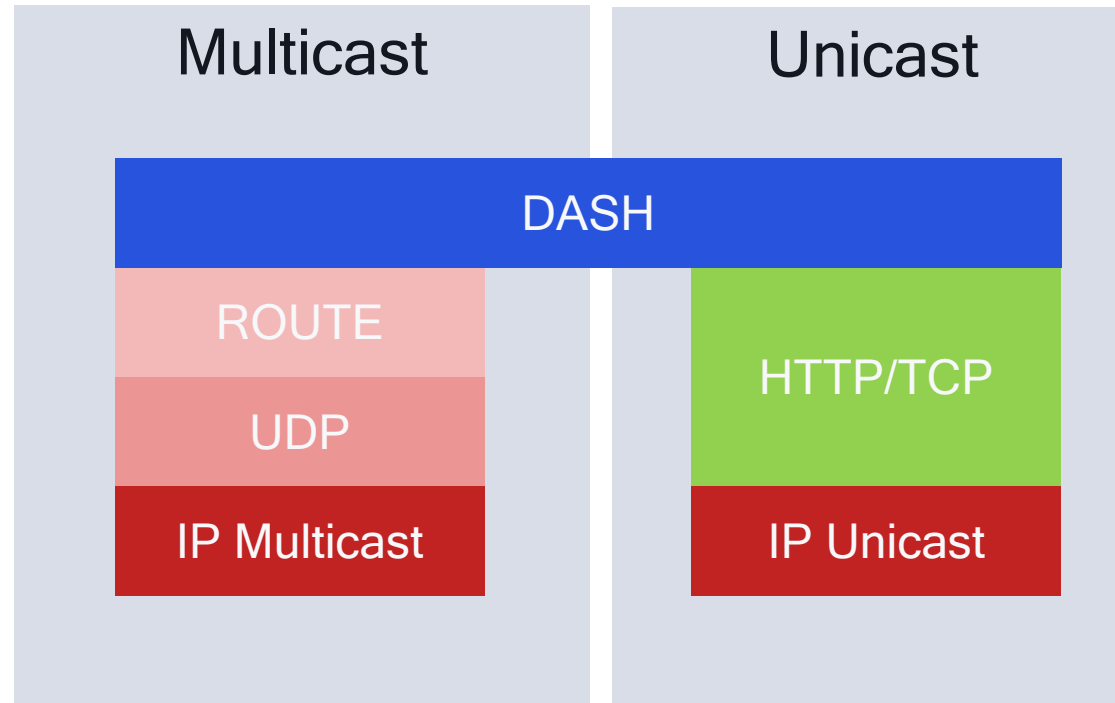 Multicast
Unicast
DASH
ROUTE
HTTP/TCP
UDP
IP Multicast
IP Unicast